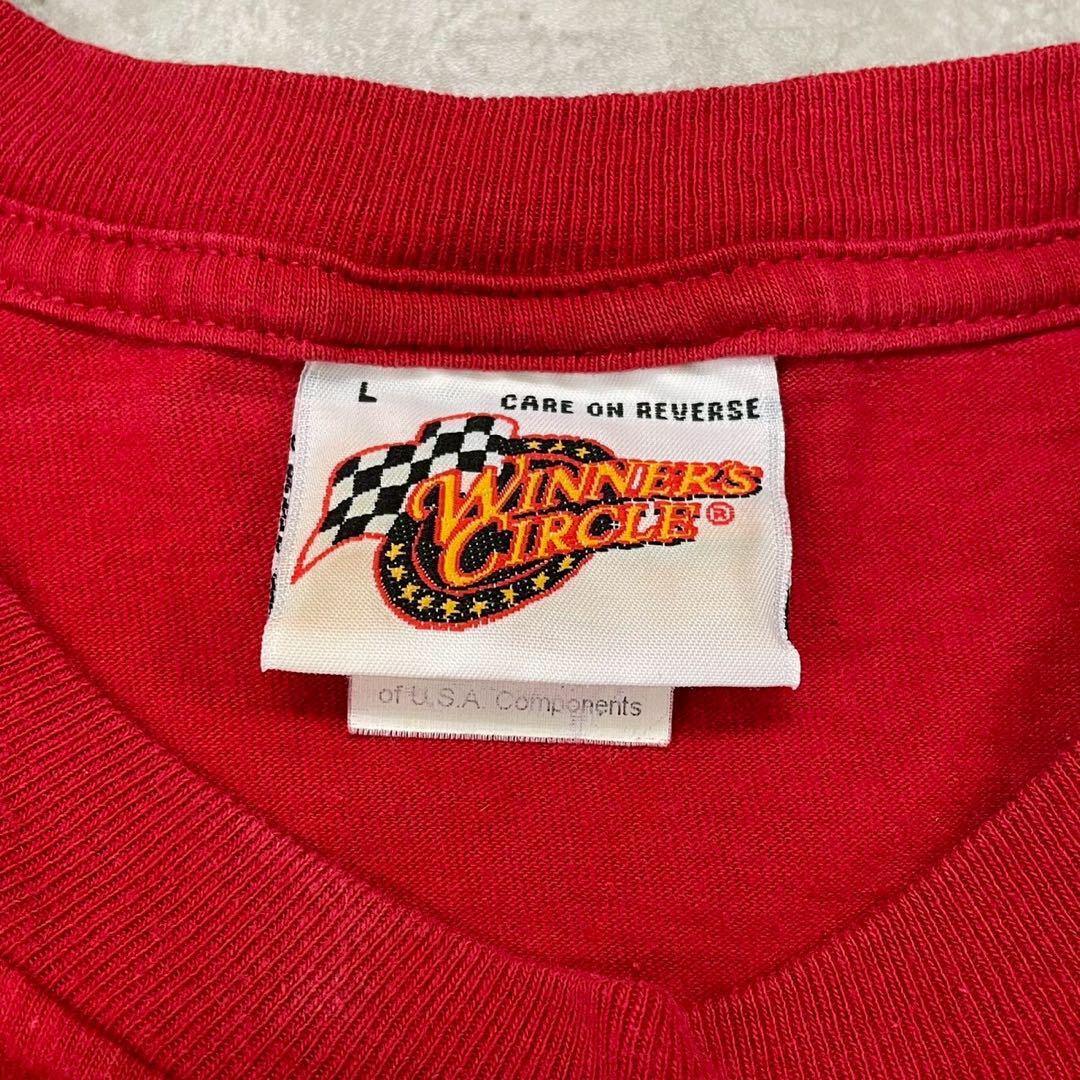 L
CARE ON REVERSE
WINNER'S
CIRCLE®
of U.S.A. Components